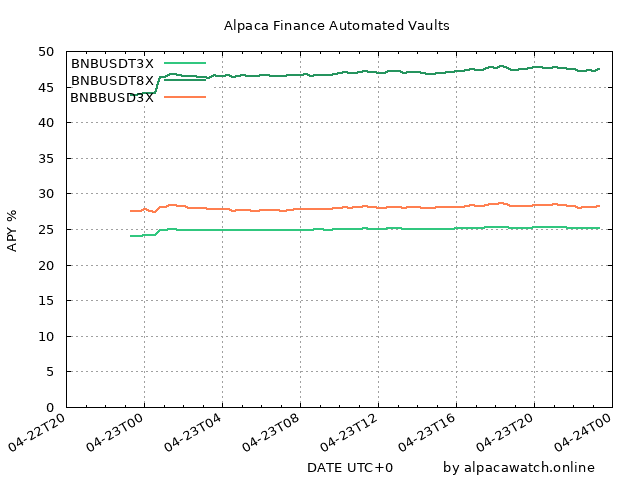 Alpaca Finance Automated Vaults
BNBUSDT3X
BNBUSDT8X
BNBBUSD3X
50
45
40
35
30
25
20
15
10
5
0
APY %
04-22T20
04-23T00
04-23T04
04-23T08
04-23T12
04-23T16
04-23T20
04-24T00
DATE UTC+0
by alpacawatch.online